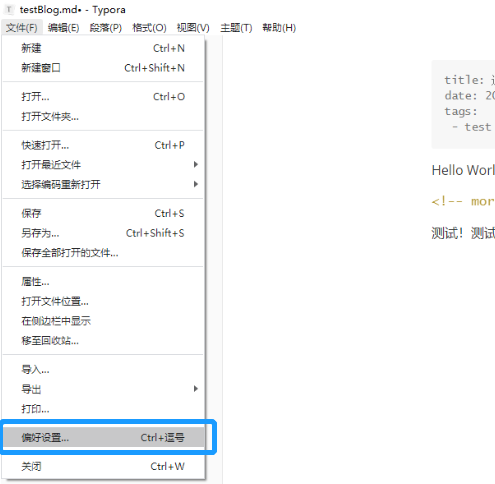 testBlog.md• - Typora
文件(F) 编辑(E) 段落(P) 格式(O) 视图(V) 主题(T) 帮助(H)
新建 Ctrl+N
新建窗口 Ctrl+Shift+N
打开... Ctrl+O
打开文件夹...
快速打开... Ctrl+P
打开最近文件
选择编码重新打开
保存 Ctrl+S
另存为... Ctrl+Shift+S
保存全部打开的文件...
属性...
打开文件位置...
在侧边栏中显示
移至回收站...
导入...
导出
打印...
偏好设置... Ctrl+逗号
关闭 Ctrl+W
title:
date: 20
tags:
- test
Hello Worl
<!-- mor
测试！测试